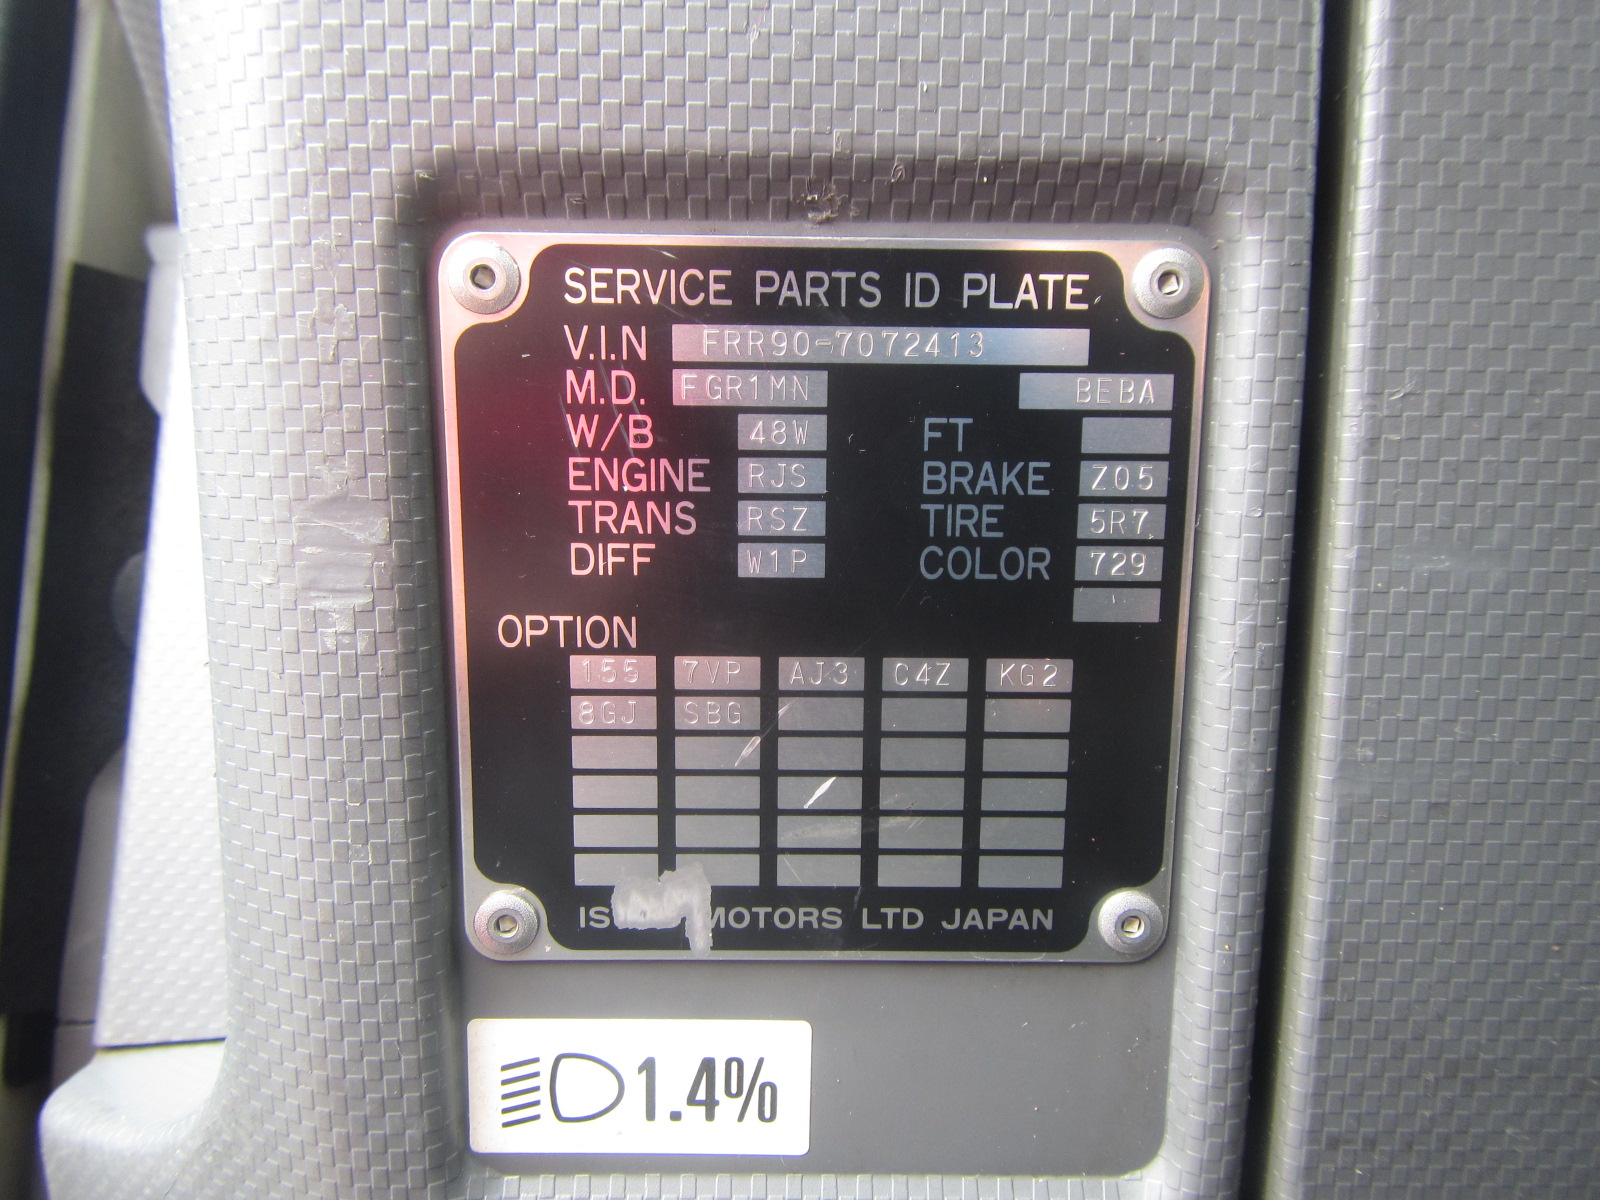 SERVICE PARTS ID PLATE
V.I.N FRR90-7072413
M.D. FGR1MN BEBA
W/B 48W FT
ENGINE RJS BRAKE Z05
TRANS RSZ TIRE 5R7
DIFF W1P COLOR 729
OPTION
155 7VP AJ3 C4Z KG2
8GJ SBG
MOTORS LTD JAPAN
1.4%